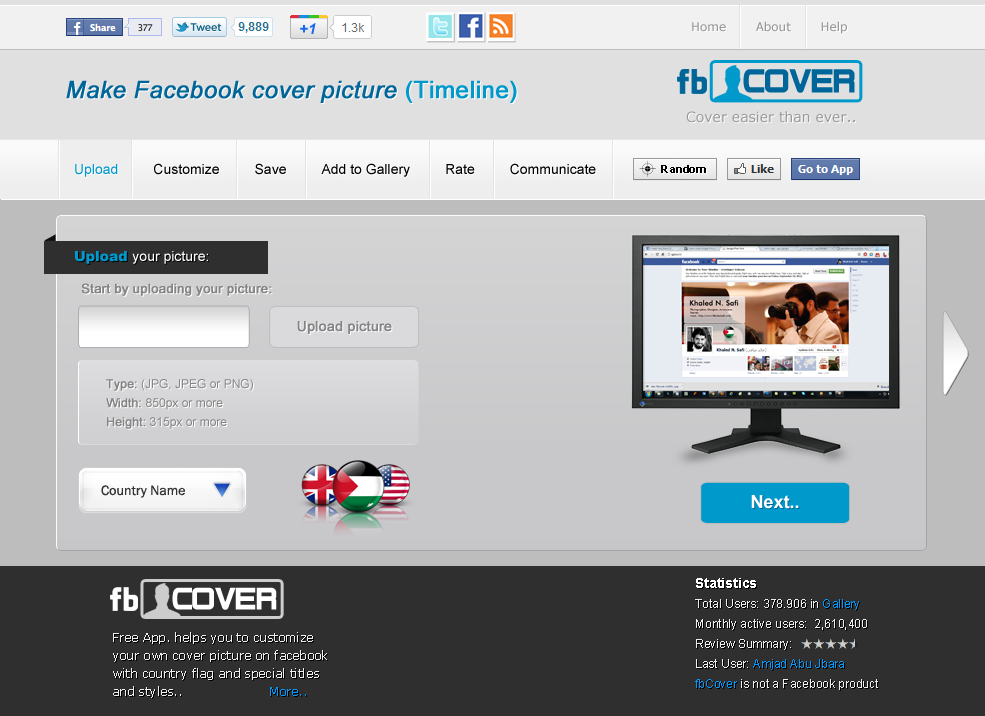 Share 377 Tweet 9,889 +1 1.3k Home About Help
Make Facebook cover picture (Timeline)
fb COVER
Cover easier than ever..
Upload Customize Save Add to Gallery Rate Communicate Random Like Go to App
Upload your picture:
Start by uploading your picture:
Upload picture
Type: (JPG, JPEG or PNG)
Width: 850px or more
Height: 315px or more
Country Name
facebook
Khaled N. Safi
Khaled N. Safi
Next..
fb COVER
Free App. helps you to customize
your own cover picture on facebook
with country flag and special titles
and styles.. More..
Statistics
Total Users: 378.906 in Gallery
Monthly active users: 2,610,400
Review Summary:
Last User: Amjad Abu Jbara
fbCover is not a Facebook product